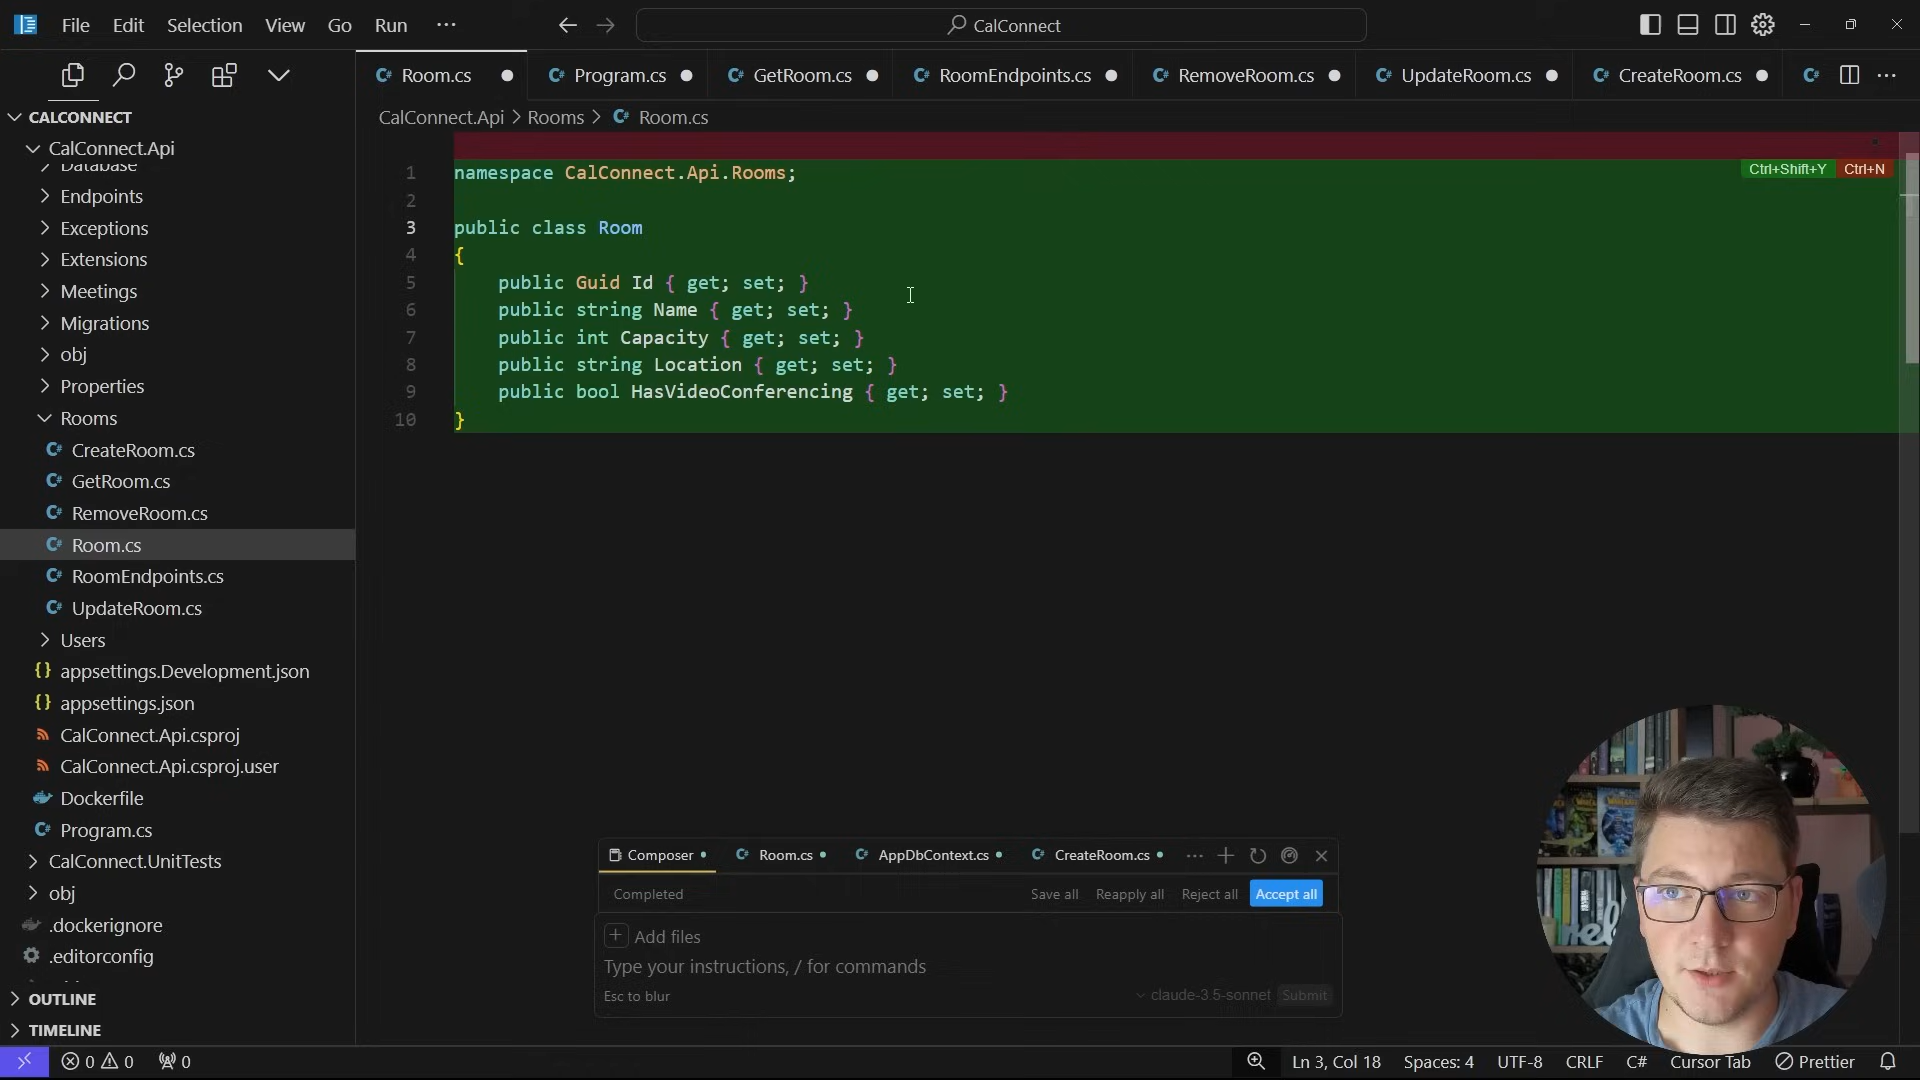 File Edit Selection View Go Run ···
CalConnect
CALCONNECT
CalConnect.Api
Database
Endpoints
Exceptions
Extensions
Meetings
Migrations
obj
Properties
Rooms
CreateRoom.cs
GetRoom.cs
RemoveRoom.cs
Room.cs
RoomEndpoints.cs
UpdateRoom.cs
Users
appsettings.Development.json
appsettings.json
CalConnect.Api.csproj
CalConnect.Api.csproj.user
Dockerfile
Program.cs
CalConnect.UnitTests
obj
.dockerignore
.editorconfig
OUTLINE
TIMELINE
Room.cs Program.cs GetRoom.cs RoomEndpoints.cs RemoveRoom.cs UpdateRoom.cs CreateRoom.cs
CalConnect.Api > Rooms > Room.cs
Ctrl+Shift+Y Ctrl+N
1 namespace CalConnect.Api.Rooms;
2
3 public class Room
4 {
5 public Guid Id { get; set; }
6 public string Name { get; set; }
7 public int Capacity { get; set; }
8 public string Location { get; set; }
9 public bool HasVideoConferencing { get; set; }
10 }
Composer Room.cs AppDbContext.cs CreateRoom.cs ···
Completed Save all Reapply all Reject all Accept all
+ Add files
Type your instructions, / for commands
Esc to blur claude-3.5-sonnet Submit
0 0 0 Ln 3, Col 18 Spaces: 4 UTF-8 CRLF C# Cursor Tab Prettier